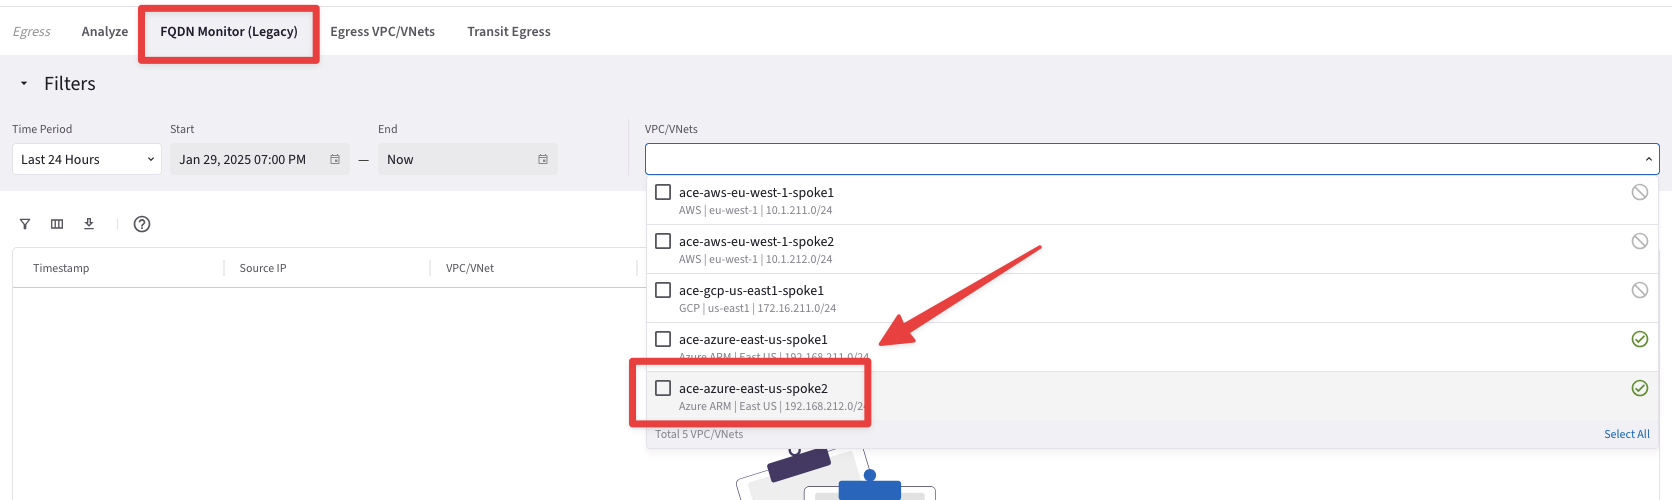 Egress Analyze FQDN Monitor (Legacy) Egress VPC/VNets Transit Egress
Filters
Time Period Start End VPC/VNets
Last 24 Hours Jan 29, 2025 07:00 PM — Now
ace-aws-eu-west-1-spoke1
AWS | eu-west-1 | 10.1.211.0/24
ace-aws-eu-west-1-spoke2
AWS | eu-west-1 | 10.1.212.0/24
Timestamp Source IP VPC/VNet
ace-gcp-us-east1-spoke1
GCP | us-east1 | 172.16.211.0/24
ace-azure-east-us-spoke1
Azure ARM | East US | 192.168.211.0/24
ace-azure-east-us-spoke2
Azure ARM | East US | 192.168.212.0/24
Total 5 VPC/VNets Select All